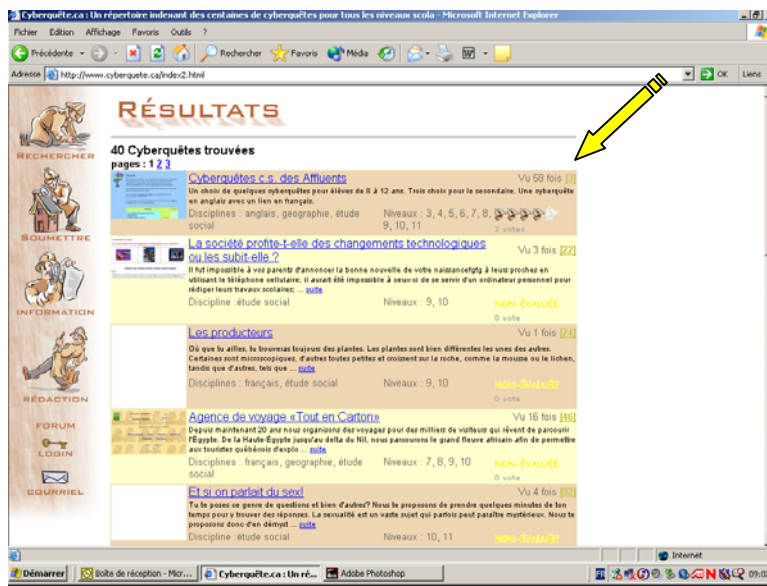 Cyberquête.ca : Un répertoire indexant des centaines de cyberquêtes pour tous les niveaux scola - Microsoft Internet Explorer
Fichier Edition Affichage Favoris Outils ?
Précédente Rechercher Favoris Média
Adresse http://www.cyberquete.ca/index2.html OK Liens
RÉSULTATS
RECHERCHER
SOUMETTRE
INFORMATION
RÉDACTION
FORUM
LOGIN
COURRIEL
40 Cyberquêtes trouvées
pages : 1 2 3
Cyberquêtes c.s. des Affluents Vu 58 fois
Un choix de quelques cyberquêtes pour élèves de 8 à 12 ans. Trois choix pour le secondaire. Une cyberquête
en anglais avec un lien en français.
Disciplines : anglais, geographie, étude Niveaux : 3, 4, 5, 6, 7, 8,
social 9, 10, 11
2 votes
La société profite-t-elle des changements technologiques Vu 3 fois [22]
ou les subit-elle ?
Il fut impossible à vos parents d'annoncer la bonne nouvelle de votre naissancefgfg à leurs proches en
utilisant le téléphone cellulaire; il aurait été impossible à ceux-ci de se servir d'un ordinateur personnel pour
rédiger leurs travaux scolaires; ... suite
Discipline :étude social Niveaux : 9, 10 NON-ÉVALUÉE
0 vote
Les producteurs Vu 1 fois [24]
Où que tu ailles, tu trouveras toujours des plantes. Les plantes sont bien différentes les unes des autres.
Certaines sont microscopiques, d'autres toutes petites et croissent sur la roche, comme la mousse ou le lichen,
tandis que d'autres, tels que ... suite
Disciplines : français, étude social Niveaux : 9, 10 NON-ÉVALUÉE
0 vote
Agence de voyage «Tout en Carton» Vu 16 fois [46]
Depuis maintenant 20 ans nous organisons des voyages pour des milliers de visiteurs qui rêvent de parcourir
l'Égypte. De la Haute-Égypte jusqu'au delta du Nil, nous parcourons le grand fleuve africain afin de permettre
aux touristes québécois d'explo ... suite
Disciplines : français, geographie, étude Niveaux : 7, 8, 9, 10 NON-ÉVALUÉE
social
0 vote
Et si on parlait du sex! Vu 4 fois
Tu te poses ce genre de questions et bien d'autres? Nous te proposons de prendre quelques minutes de ton
temps pour y trouver des réponses. La sexualité est un vaste sujet qui parfois peut paraître mystérieux. Nous te
proposons donc d'en démyst ... suite
Discipline :étude social Niveaux : 10, 11 NON-ÉVALUÉE
Internet
Démarrer Boîte de réception - Micr... Cyberquête.ca : Un ré... Adobe Photoshop